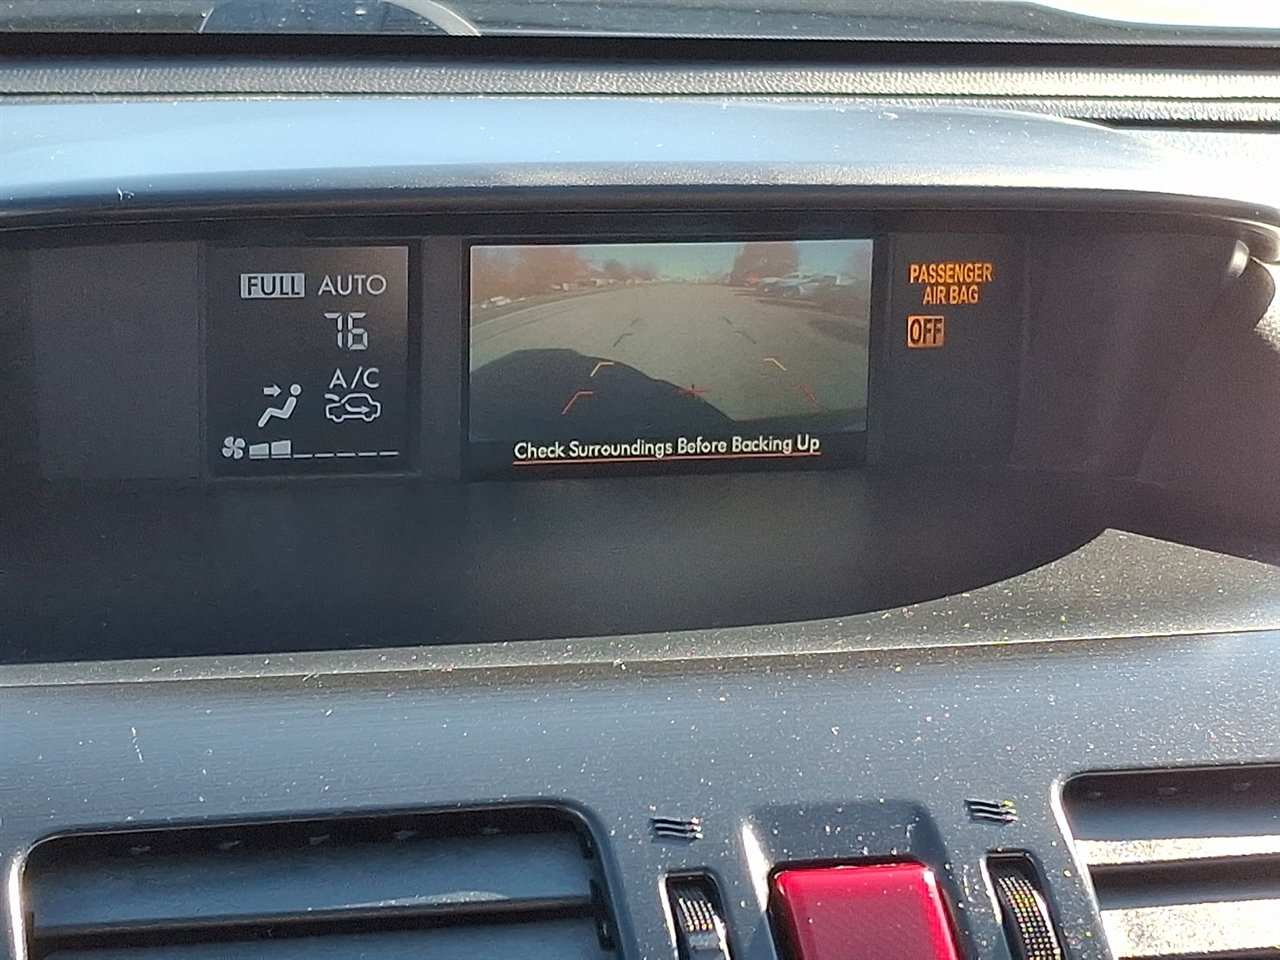 FULL AUTO
76
A/C
Check Surroundings Before Backing Up
PASSENGER
AIR BAG
OFF